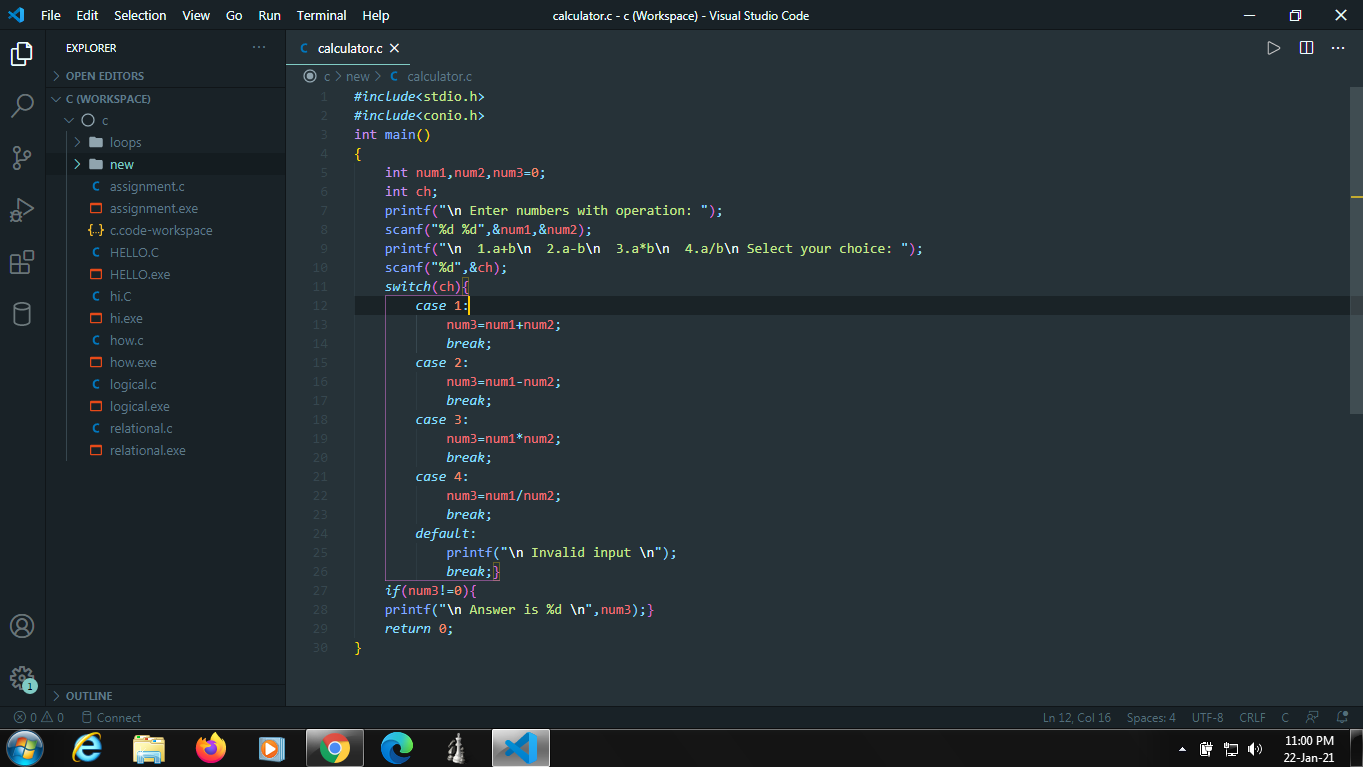 File Edit Selection View Go Run Terminal Help calculator.c - c (Workspace) - Visual Studio Code
EXPLORER
OPEN EDITORS
C (WORKSPACE)
c
loops
new
assignment.c
assignment.exe
{..} c.code-workspace
HELLO.C
HELLO.exe
hi.C
hi.exe
how.c
how.exe
logical.c
logical.exe
relational.c
relational.exe
OUTLINE
C calculator.c
c > new > C calculator.c
1 #include<stdio.h>
2 #include<conio.h>
3 int main()
4 {
5 int num1,num2,num3=0;
6 int ch;
7 printf("\n Enter numbers with operation: ");
8 scanf("%d %d",&num1,&num2);
9 printf("\n  1.a+b\n  2.a-b\n  3.a*b\n  4.a/b\n Select your choice: ");
10 scanf("%d",&ch);
11 switch(ch){
12 case 1:
13 num3=num1+num2;
14 break;
15 case 2:
16 num3=num1-num2;
17 break;
18 case 3:
19 num3=num1*num2;
20 break;
21 case 4:
22 num3=num1/num2;
23 break;
24 default:
25 printf("\n Invalid input \n");
26 break;}
27 if(num3!=0){
28 printf("\n Answer is %d \n",num3);}
29 return 0;
30 }
1
0 0 Connect Ln 12, Col 16 Spaces: 4 UTF-8 CRLF C
11:00 PM
22-Jan-21